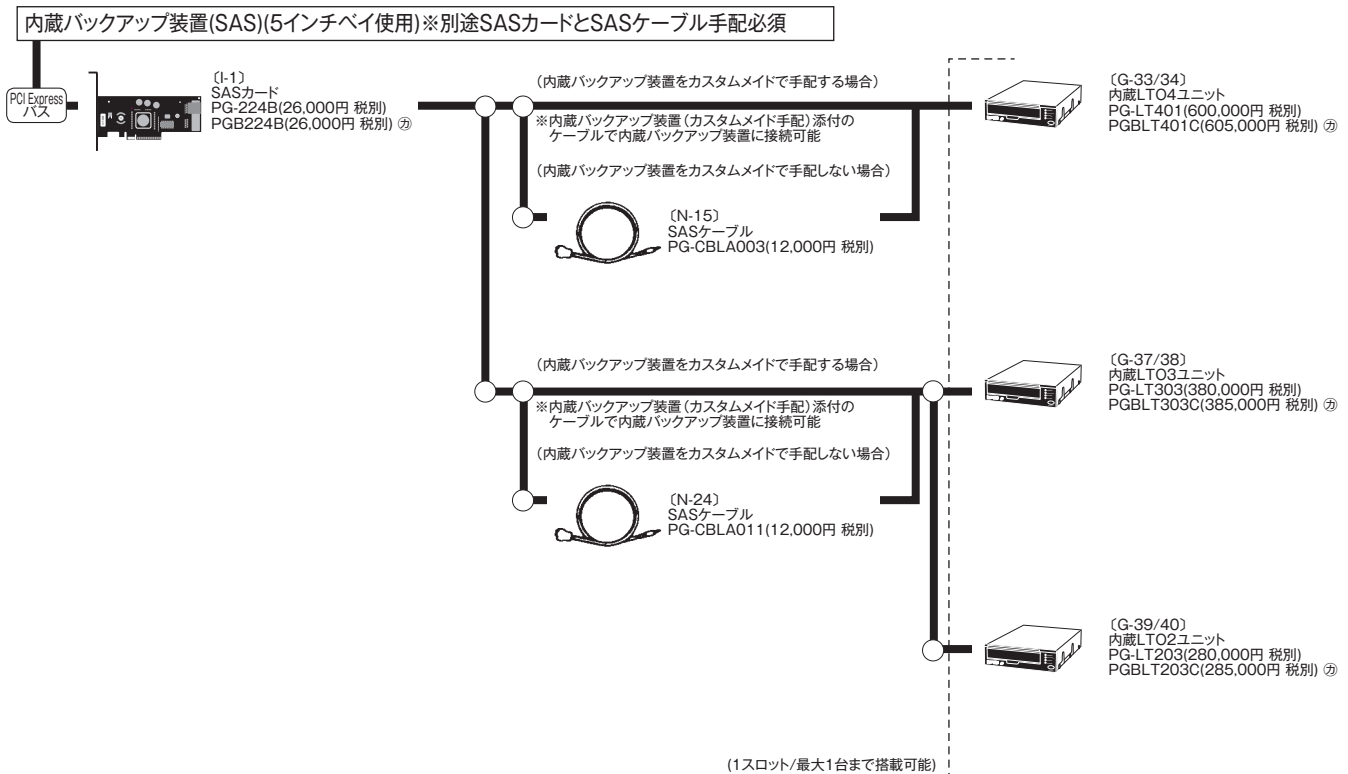 内蔵バックアップ装置(SAS)(5インチベイ使用)※別途SASカードとSASケーブル手配必須
PCI Express
バス
〔I-1〕
SASカード
PG-224B(26,000円 税別)
PGB224B(26,000円 税別) ㋕
(内蔵バックアップ装置をカスタムメイドで手配する場合)
※内蔵バックアップ装置(カスタムメイド手配)添付の
ケーブルで内蔵バックアップ装置に接続可能
(内蔵バックアップ装置をカスタムメイドで手配しない場合)
〔N-15〕
SASケーブル
PG-CBLA003(12,000円 税別)
〔G-33/34〕
内蔵LTO4ユニット
PG-LT401(600,000円 税別)
PGBLT401C(605,000円 税別) ㋕
(内蔵バックアップ装置をカスタムメイドで手配する場合)
※内蔵バックアップ装置(カスタムメイド手配)添付の
ケーブルで内蔵バックアップ装置に接続可能
(内蔵バックアップ装置をカスタムメイドで手配しない場合)
〔N-24〕
SASケーブル
PG-CBLA011(12,000円 税別)
〔G-37/38〕
内蔵LTO3ユニット
PG-LT303(380,000円 税別)
PGBLT303C(385,000円 税別) ㋕
〔G-39/40〕
内蔵LTO2ユニット
PG-LT203(280,000円 税別)
PGBLT203C(285,000円 税別) ㋕
(1スロット/最大1台まで搭載可能)